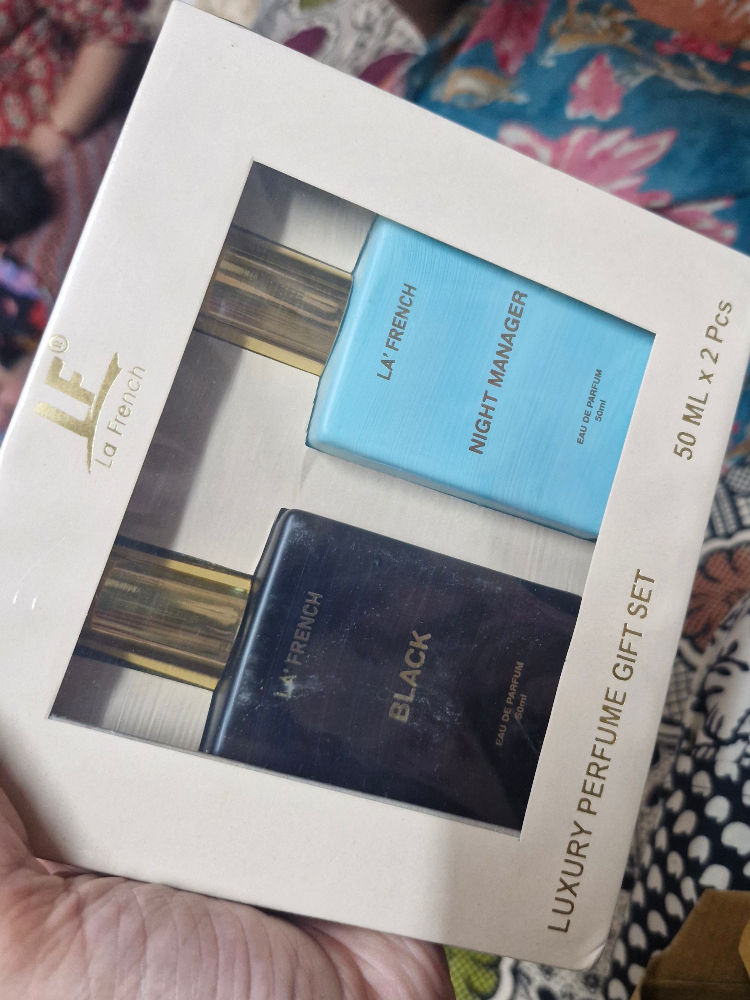 LF®
La French
LA' FRENCH
NIGHT MANAGER
EAU DE PARFUM
50ml
LA' FRENCH
BLACK
EAU DE PARFUM
50ml
LUXURY PERFUME GIFT SET
50 ML x 2 Pcs